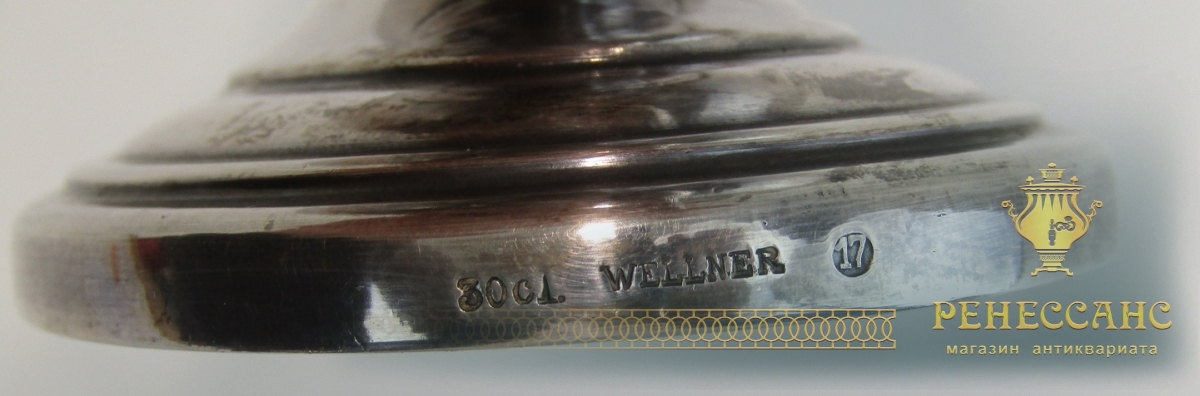 30CL. WELLNER 17
РЕНЕССАНС
магазин антиквариата